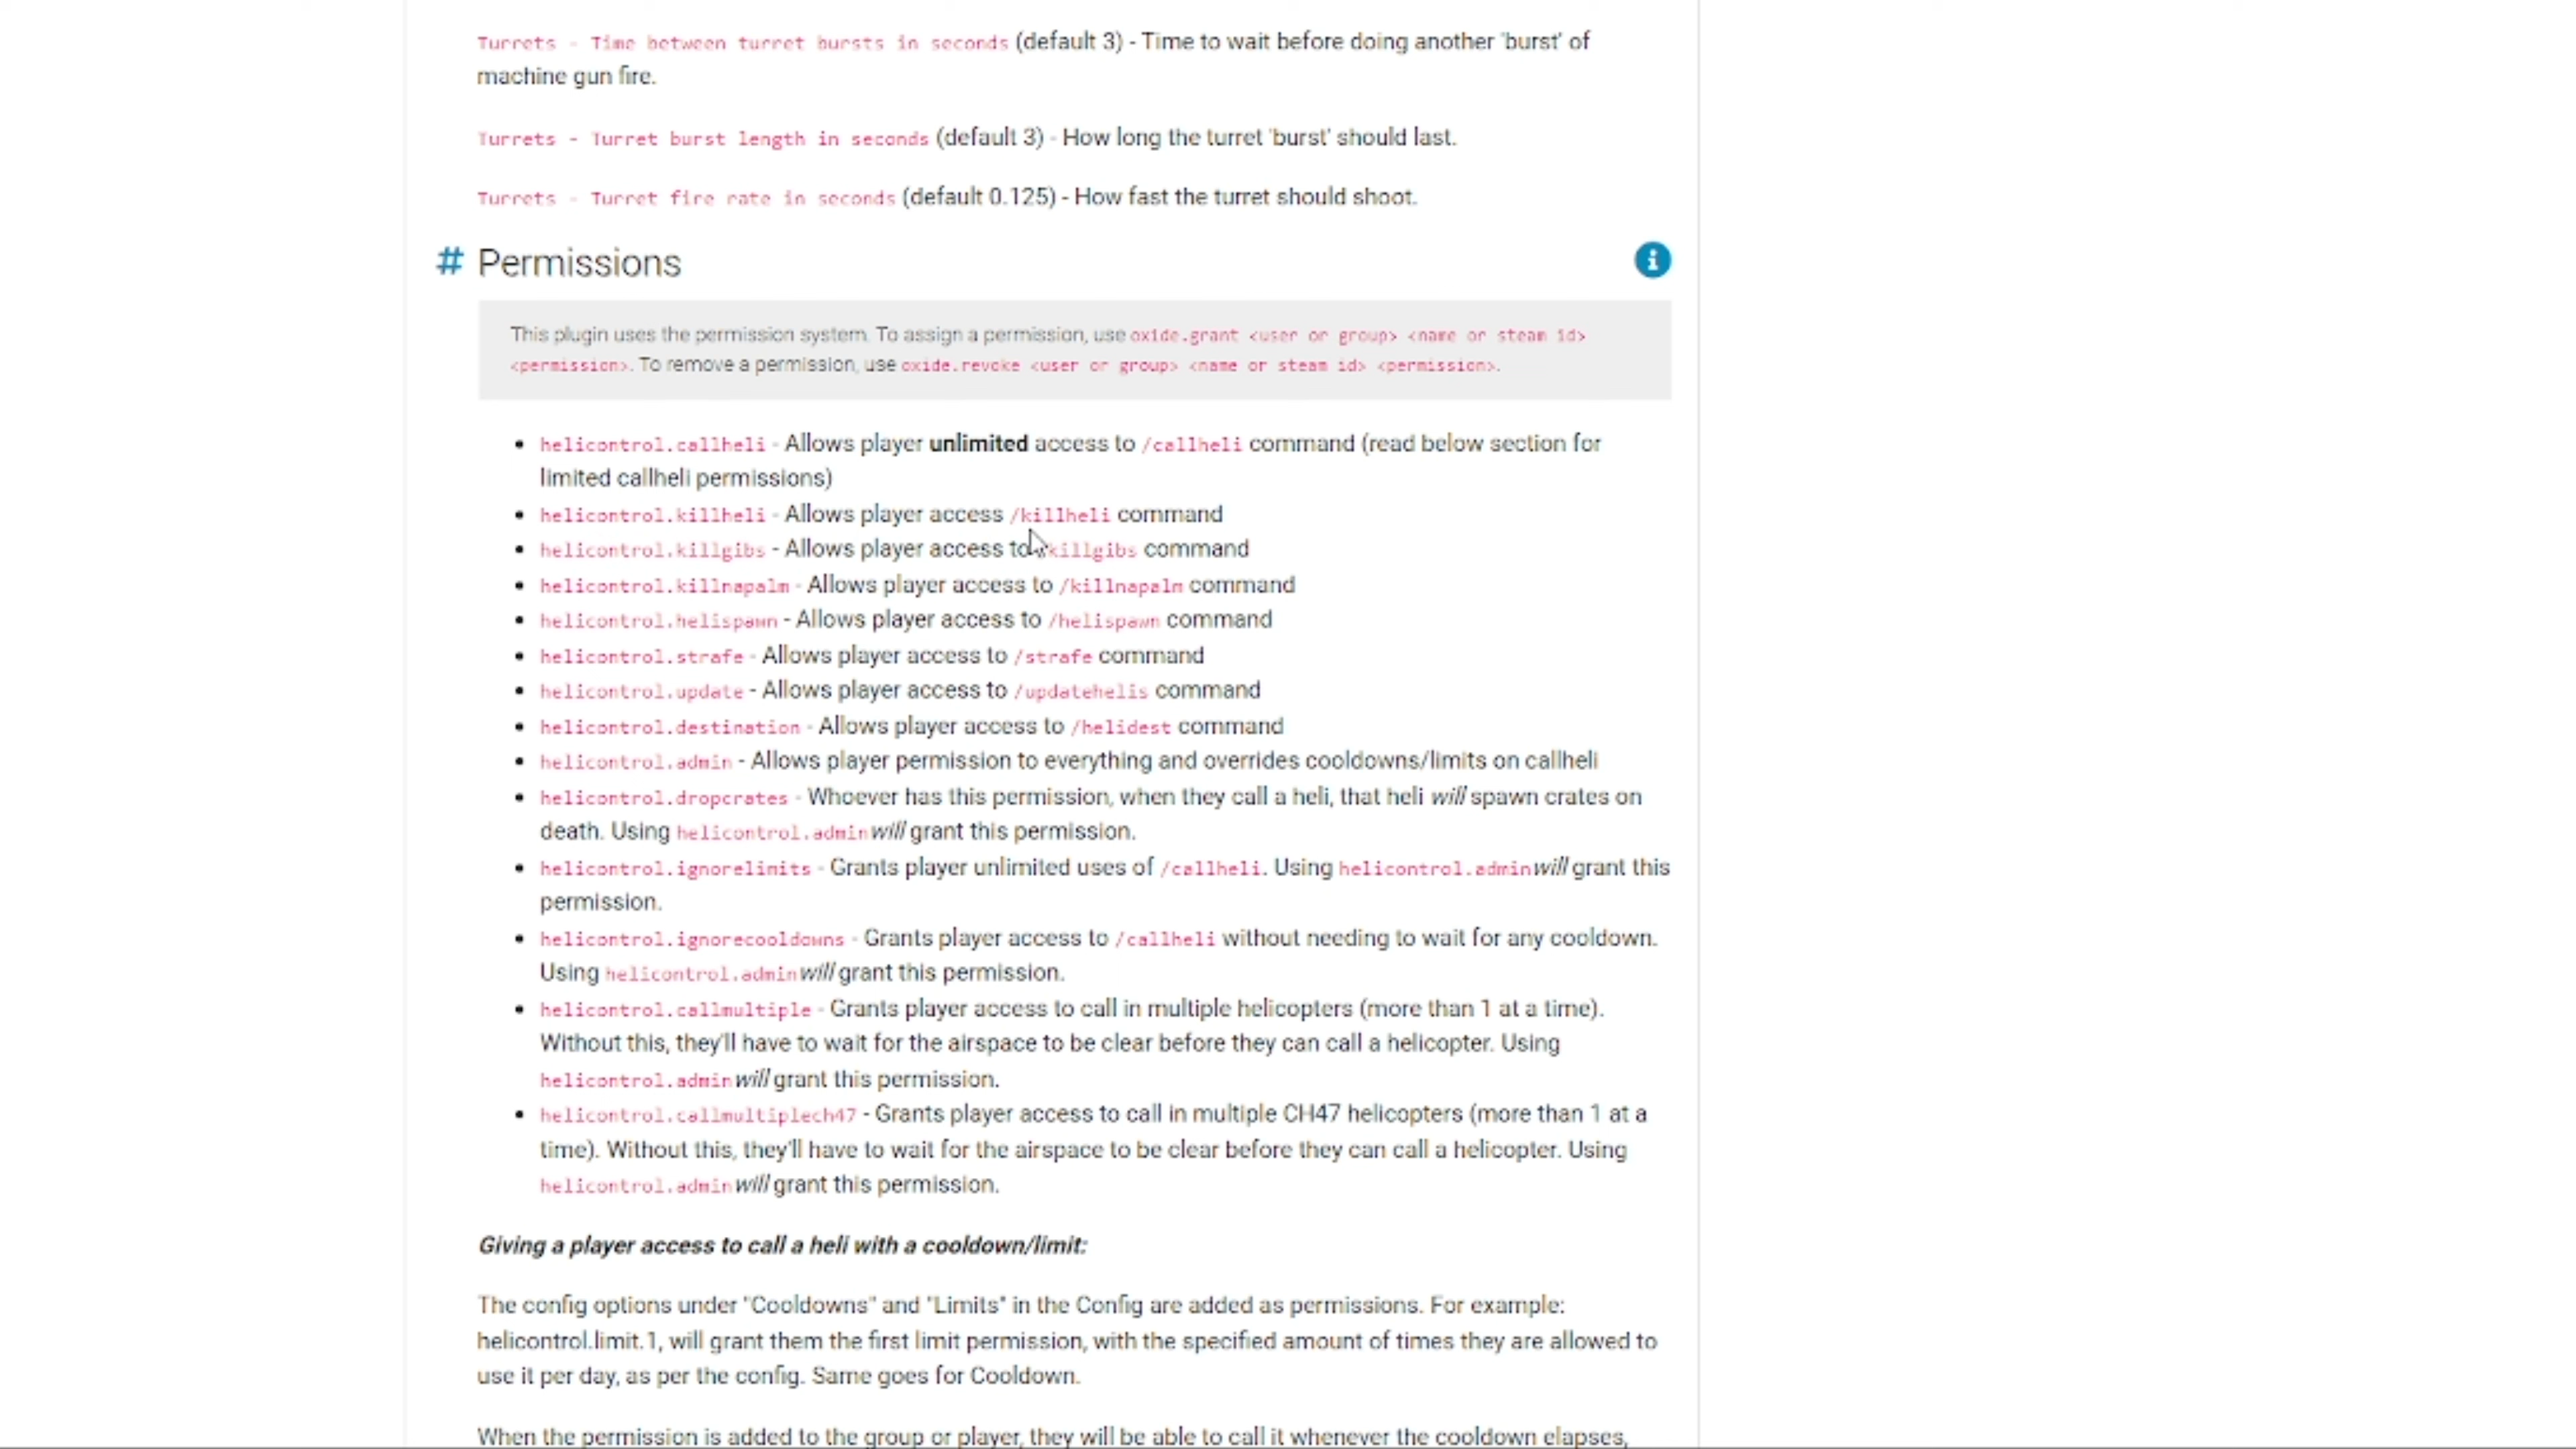 Turrets - Time between turret bursts in seconds (default 3) - Time to wait before doing another 'burst' of
machine gun fire.
Turrets - Turret burst length in seconds (default 3) - How long the turret 'burst' should last.
Turrets - Turret fire rate in seconds (default 0.125) - How fast the turret should shoot.
# Permissions
This plugin uses the permission system. To assign a permission, use oxide.grant <user or group> <name or steam id>
<permission>. To remove a permission, use oxide.revoke <user or group> <name or steam id> <permission>.
helicontrol.callheli - Allows player unlimited access to /callheli command (read below section for
limited callheli permissions)
helicontrol.killheli - Allows player access /killheli command
helicontrol.killgibs - Allows player access to killgibs command
helicontrol.killnapalm - Allows player access to /killnapalm command
helicontrol.helispawn - Allows player access to /helispawn command
helicontrol.strafe - Allows player access to /strafe command
helicontrol.update - Allows player access to /updatehelis command
helicontrol.destination - Allows player access to /helidest command
helicontrol.admin - Allows player permission to everything and overrides cooldowns/limits on callheli
helicontrol.dropcrates - Whoever has this permission, when they call a heli, that heli will spawn crates on
death. Using helicontrol.admin will grant this permission.
helicontrol.ignorelimits - Grants player unlimited uses of /callheli. Using helicontrol.admin will grant this
permission.
helicontrol.ignorecooldowns - Grants player access to /callheli without needing to wait for any cooldown.
Using helicontrol.admin will grant this permission.
helicontrol.callmultiple - Grants player access to call in multiple helicopters (more than 1 at a time).
Without this, they'll have to wait for the airspace to be clear before they can call a helicopter. Using
helicontrol.admin will grant this permission.
helicontrol.callmultiplech47 - Grants player access to call in multiple CH47 helicopters (more than 1 at a
time). Without this, they'll have to wait for the airspace to be clear before they can call a helicopter. Using
helicontrol.admin will grant this permission.
Giving a player access to call a heli with a cooldown/limit:
The config options under "Cooldowns" and "Limits" in the Config are added as permissions. For example:
helicontrol.limit.1, will grant them the first limit permission, with the specified amount of times they are allowed to
use it per day, as per the config. Same goes for Cooldown.
When the permission is added to the group or player, they will be able to call it whenever the cooldown elapses,